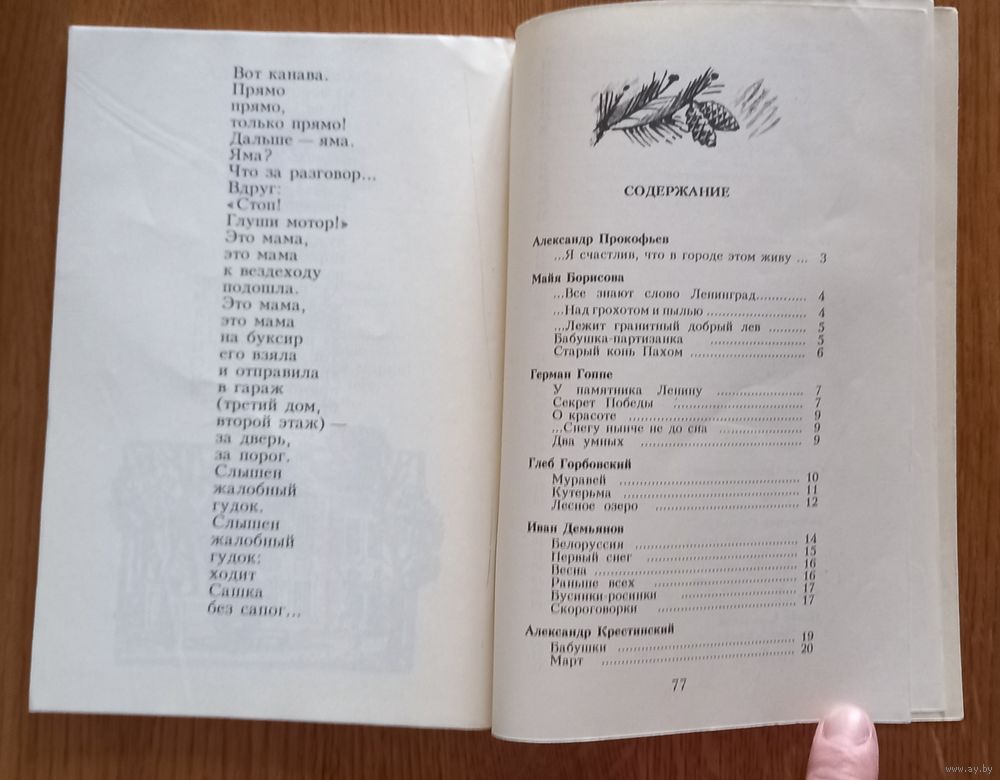 Вот канава.
Прямо
прямо,
только прямо!
Дальше — яма.
Яма?
Что за разговор...
Вдруг:
«Стоп!
Глуши мотор!»
Это мама,
это мама
к вездеходу
подошла.
Это мама,
это мама
на буксир
его взяла
и отправила
в гараж
(третий дом,
второй этаж) —
за дверь,
за порог.
Слышен
жалобный
гудок.
Слышен
жалобный
гудок:
ходит
Сашка
без сапог...
СОДЕРЖАНИЕ
Александр Прокофьев
...Я счастлив, что в городе этом живу ... 3
Майя Борисова
...Все знают слово Ленинград............ 4
...Над грохотом и пылью ........................ 4
...Лежит гранитный добрый лев ......... 5
Бабушка-партизанка ...................... 5
Старый конь Пахом ........................... 6
Герман Гоппе
У памятника Ленину .................... 7
Секрет Победы .............................. 7
О красоте ........................................ 9
...Снегу нынче не до сна ..................... 9
Два умных ...................................... 9
Глеб Горбовский
Муравей .......................................... 10
Кутерьма .......................................... 11
Лесное озеро .................................. 12
Иван Демьянов
Белоруссия ...................................... 14
Первый снег .................................... 15
Весна .............................................. 16
Раньше всех .................................... 16
Бусинки-росинки ............................ 17
Скороговорки .................................. 17
Александр Крестинский
Бабушки .......................................... 19
Март ................................................ 20
77
www.ay.by